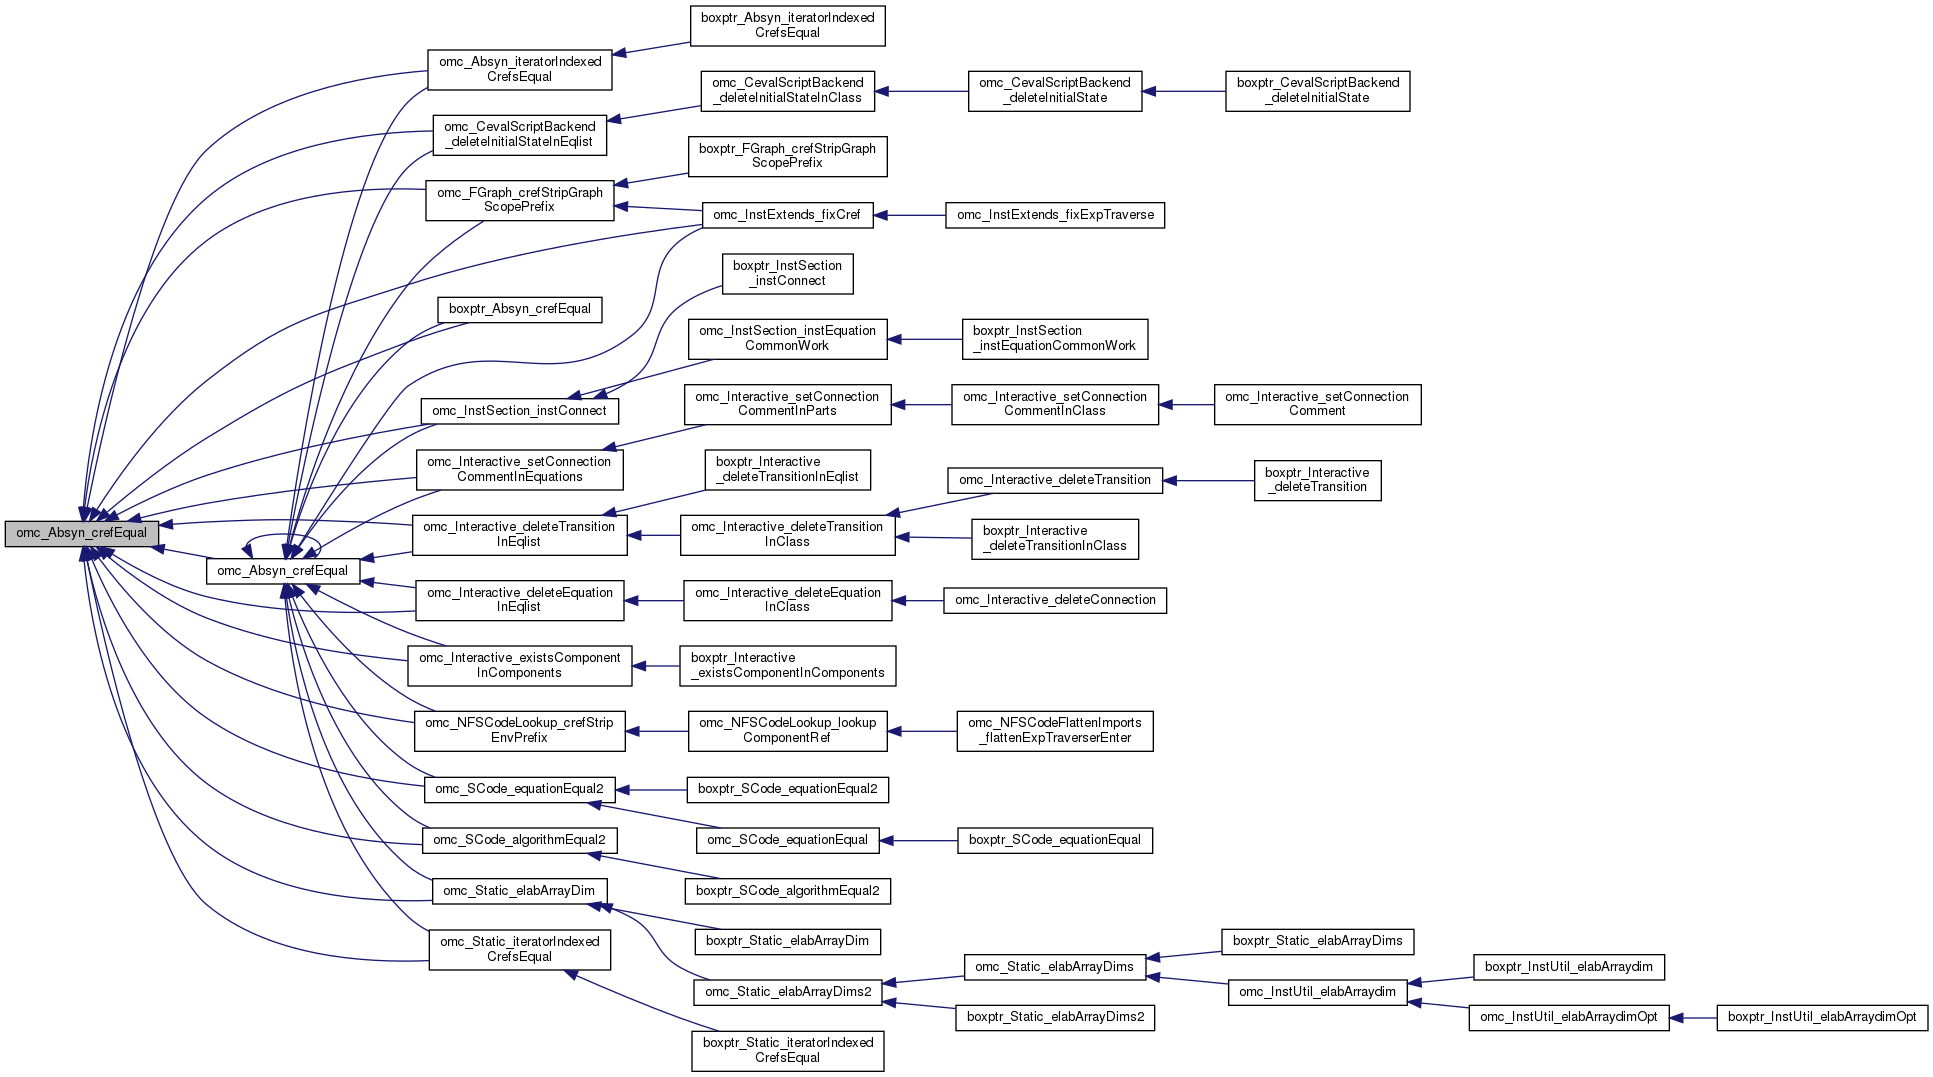 omc_Absyn_crefEqual
omc_Absyn_crefEqual
omc_Absyn_iteratorIndexed
CrefsEqual
boxptr_Absyn_iteratorIndexed
CrefsEqual
omc_CevalScriptBackend
_deleteInitialStateInEqlist
omc_CevalScriptBackend
_deleteInitialStateInClass
omc_CevalScriptBackend
_deleteInitialState
boxptr_CevalScriptBackend
_deleteInitialState
omc_FGraph_crefStripGraph
ScopePrefix
boxptr_FGraph_crefStripGraph
ScopePrefix
omc_InstExtends_fixCref
omc_InstExtends_fixExpTraverse
boxptr_Absyn_crefEqual
omc_InstSection_instConnect
boxptr_InstSection
_instConnect
omc_InstSection_instEquation
CommonWork
boxptr_InstSection
_instEquationCommonWork
omc_Interactive_setConnection
CommentInEquations
omc_Interactive_setConnection
CommentInParts
omc_Interactive_setConnection
CommentInClass
omc_Interactive_setConnection
Comment
omc_Interactive_deleteTransition
InEqlist
boxptr_Interactive
_deleteTransitionInEqlist
omc_Interactive_deleteTransition
InClass
omc_Interactive_deleteTransition
boxptr_Interactive
_deleteTransition
boxptr_Interactive
_deleteTransitionInClass
omc_Interactive_deleteEquation
InEqlist
omc_Interactive_deleteEquation
InClass
omc_Interactive_deleteConnection
omc_Interactive_existsComponent
InComponents
boxptr_Interactive
_existsComponentInComponents
omc_NFSCodeLookup_crefStrip
EnvPrefix
omc_NFSCodeLookup_lookup
ComponentRef
omc_NFSCodeFlattenImports
_flattenExpTraverserEnter
omc_SCode_equationEqual2
boxptr_SCode_equationEqual2
omc_SCode_equationEqual
boxptr_SCode_equationEqual
omc_SCode_algorithmEqual2
boxptr_SCode_algorithmEqual2
omc_Static_elabArrayDim
boxptr_Static_elabArrayDim
omc_Static_elabArrayDims2
omc_Static_elabArrayDims
boxptr_Static_elabArrayDims
omc_InstUtil_elabArraydim
boxptr_InstUtil_elabArraydim
omc_InstUtil_elabArraydimOpt
boxptr_InstUtil_elabArraydimOpt
boxptr_Static_elabArrayDims2
omc_Static_iteratorIndexed
CrefsEqual
boxptr_Static_iteratorIndexed
CrefsEqual